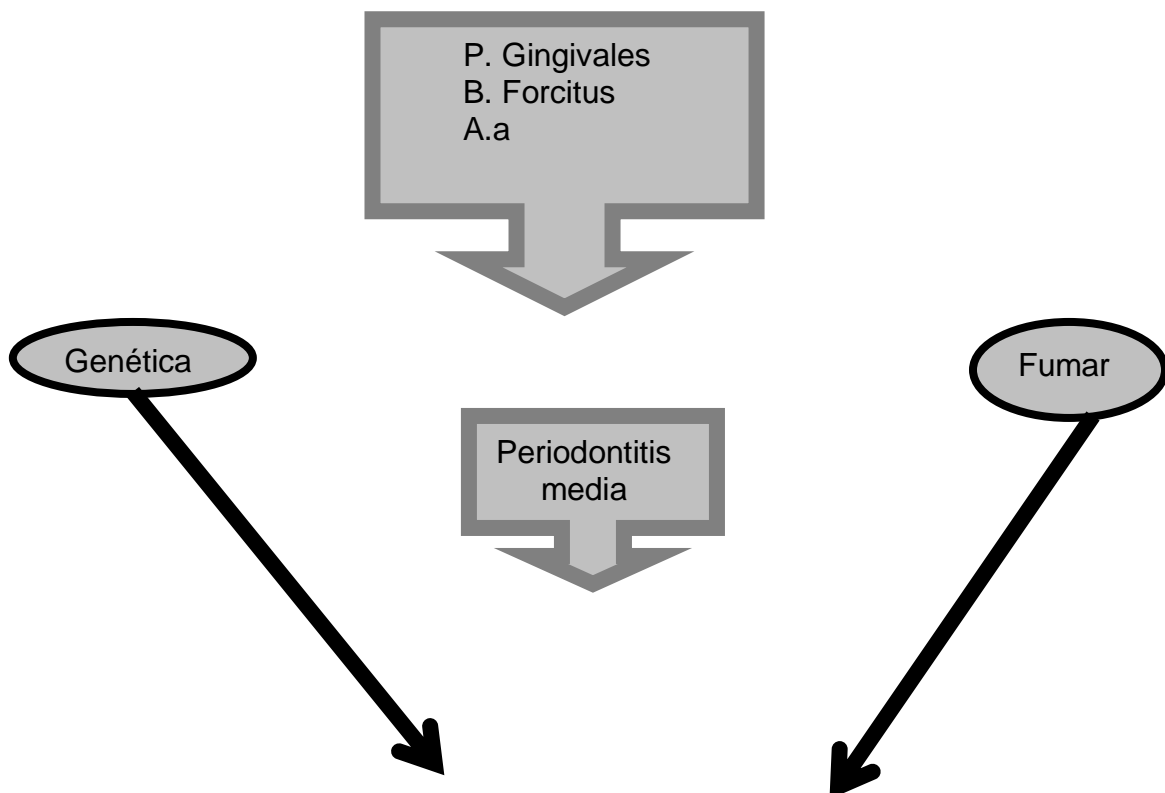 P. Gingivales
B. Forcitus
A.a
Genética
Fumar
Periodontitis
media